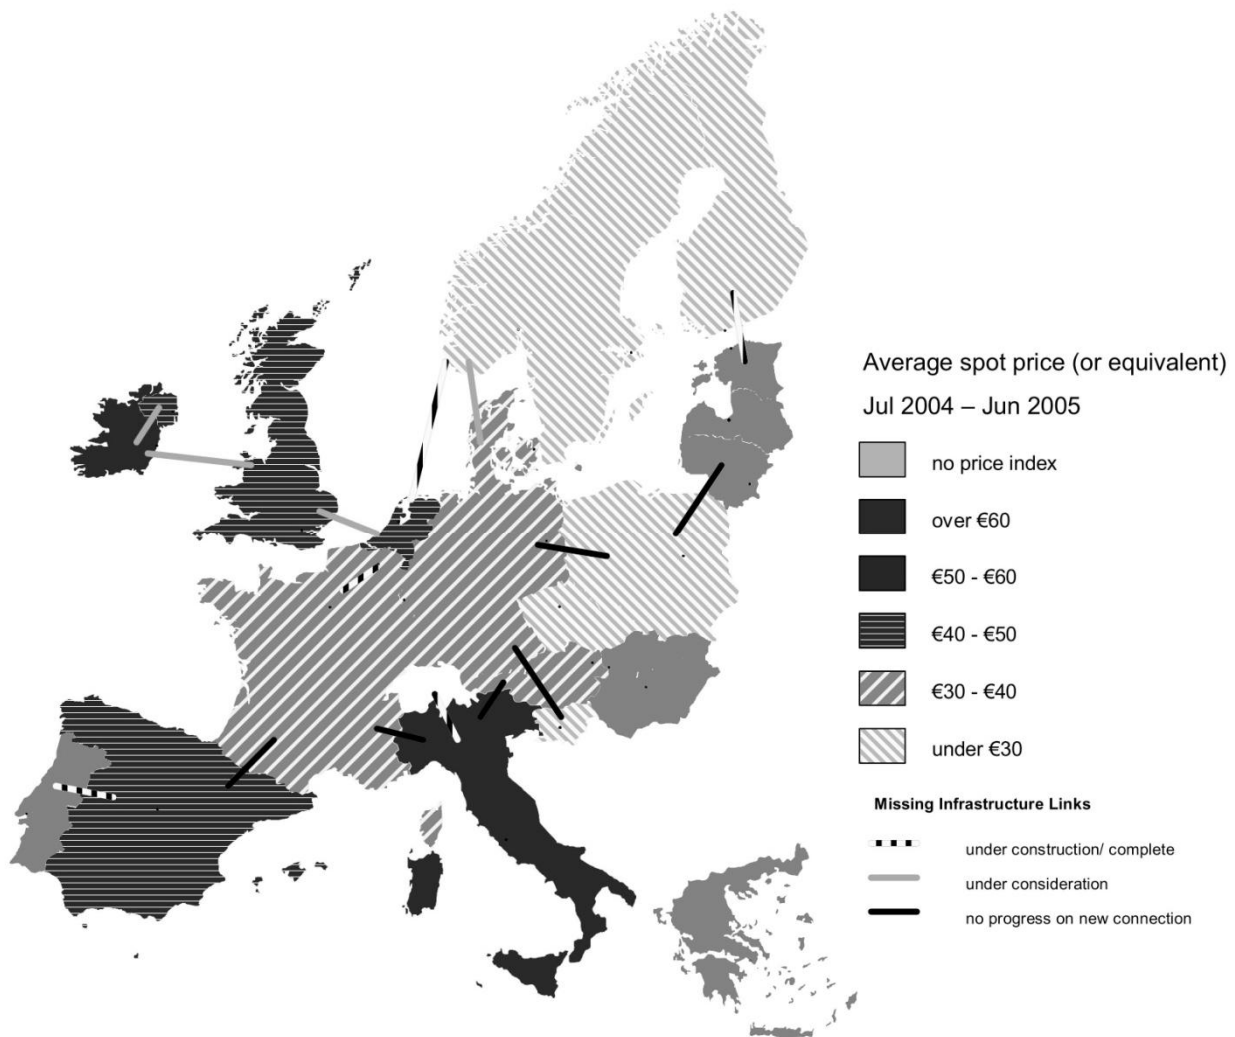 Average spot price (or equivalent)
Jul 2004 – Jun 2005
no price index
over €60
€50 - €60
€40 - €50
€30 - €40
under €30
Missing Infrastructure Links
under construction/ complete
under consideration
no progress on new connection